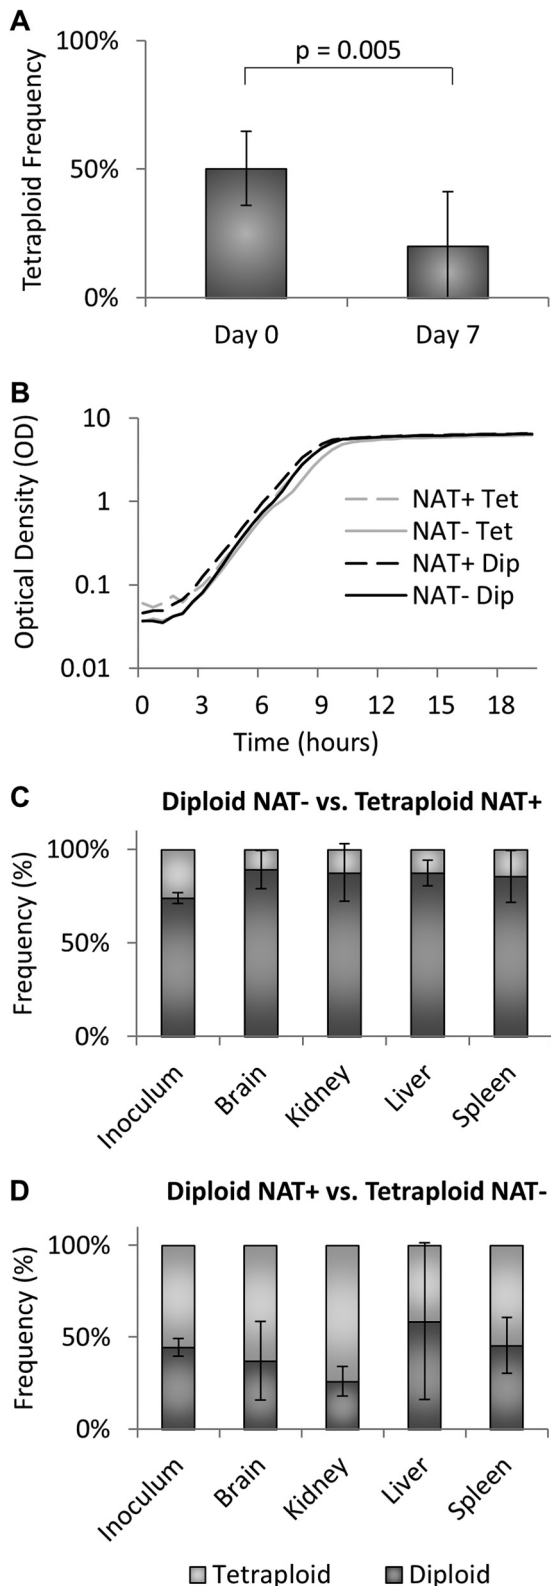 A
100%
p = 0.005
Tetraploid Frequency
50%
0%
Day 0 Day 7
B
10
Optical Density (OD)
1
0.1
0.01
NAT+ Tet
NAT- Tet
NAT+ Dip
NAT- Dip
0 3 6 9 12 15 18
Time (hours)
C Diploid NAT- vs. Tetraploid NAT+
100%
Frequency (%)
50%
0%
Inoculum Brain Kidney Liver Spleen
D Diploid NAT+ vs. Tetraploid NAT-
100%
Frequency (%)
50%
0%
Inoculum Brain Kidney Liver Spleen
Tetraploid Diploid